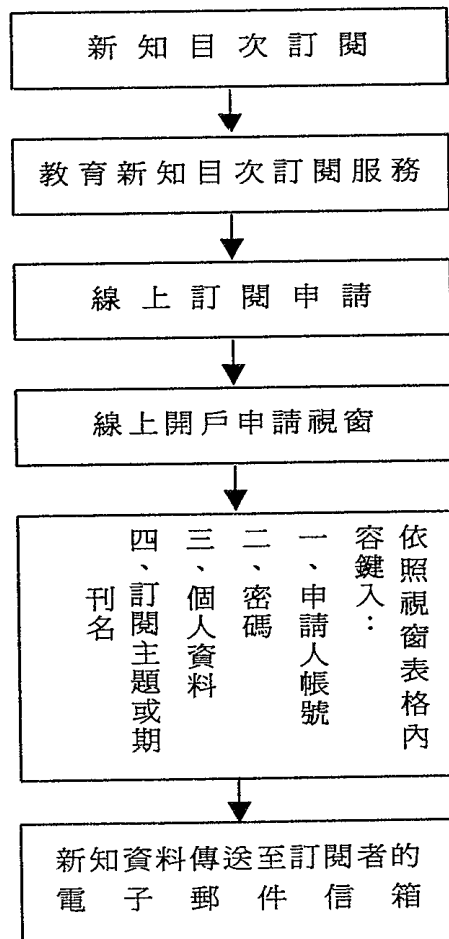 新知目次訂閱
教育新知目次訂閱服務
線上訂閱申請
線上開戶申請視窗
依照視窗表格內
容鍵入：
一、申請人帳號
二、密碼
三、個人資料
四、訂閱主題或期
刊名
新知資料傳送至訂閱者的
電子郵件信箱